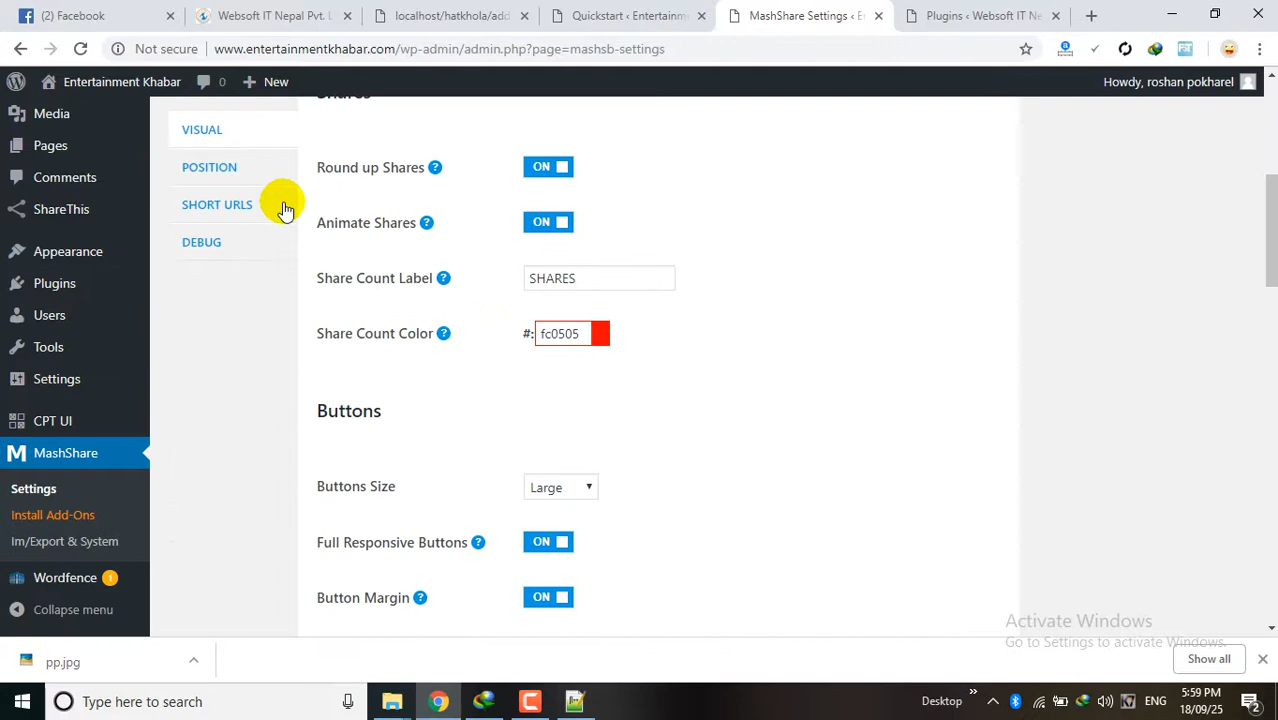 (2) Facebook
Websoft IT Nepal Pvt. L
localhost/hatkhola/add
Quickstart ‹ Entertainm
MashShare Settings ‹ E
Plugins ‹ Websoft IT Ne
Not secure
www.entertainmentkhabar.com/wp-admin/admin.php?page=mashsb-settings
Entertainment Khabar
0
New
Howdy, roshan pokharel
Media
Pages
Comments
ShareThis
Appearance
Plugins
Users
Tools
Settings
CPT UI
MashShare
Settings
Install Add-Ons
Im/Export & System
Wordfence 1
Collapse menu
VISUAL
POSITION
SHORT URLS
DEBUG
Shares
Round up Shares ? ON
Animate Shares ? ON
Share Count Label ? SHARES
Share Count Color ? #: fc0505
Buttons
Buttons Size Large
Full Responsive Buttons ? ON
Button Margin ? ON
Activate Windows
Go to Settings to activate Windows.
pp.jpg
Show all
Type here to search
Desktop
ENG
5:59 PM
18/09/25
2